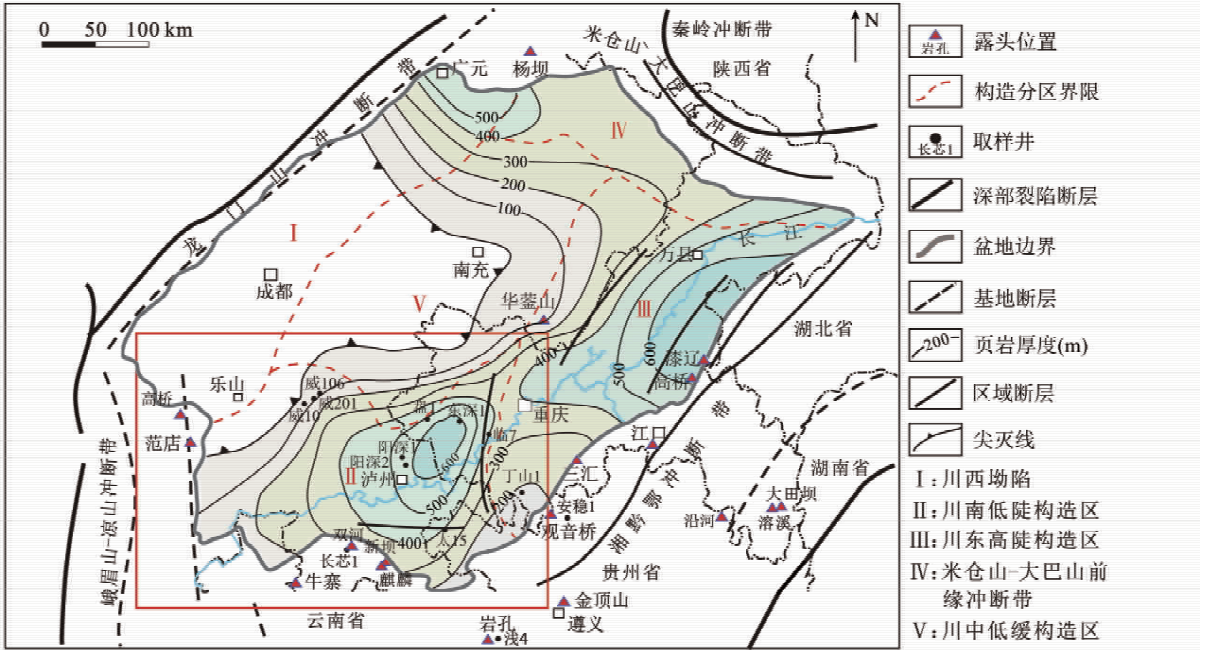 0 50 100 km
N
秦岭冲断带
陕西省
米仓山-大巴山冲断带
龙门山冲断带
广元
杨坝
500
400
300
200
100
Ⅳ
Ⅰ
长江
万县
南充
成都
华蓥山
Ⅴ
Ⅲ
湖北省
400
500
600
漆辽
高桥
乐山
威106
威201
威10
高桥
范店
盘1
东深1
重庆
临7
阳深1
阳深2
泸州
Ⅱ
600
500
400
300
200
丁山1
三汇
江口
安稳1
观音桥
湘黔鄂冲断带
湖南省
大田坝
溶溪
沿河
双河
长芯1
新坝
太15
牛寨
麒麟
峨眉山-凉山冲断带
贵州省
云南省
金顶山
遵义
岩孔
浅4
岩孔 露头位置
构造分区界限
长芯1 取样井
深部裂陷断层
盆地边界
基地断层
200 页岩厚度(m)
区域断层
尖灭线
Ⅰ:川西坳陷
Ⅱ:川南低陡构造区
Ⅲ:川东高陡构造区
Ⅳ:米仓山-大巴山前
缘冲断带
Ⅴ:川中低缓构造区